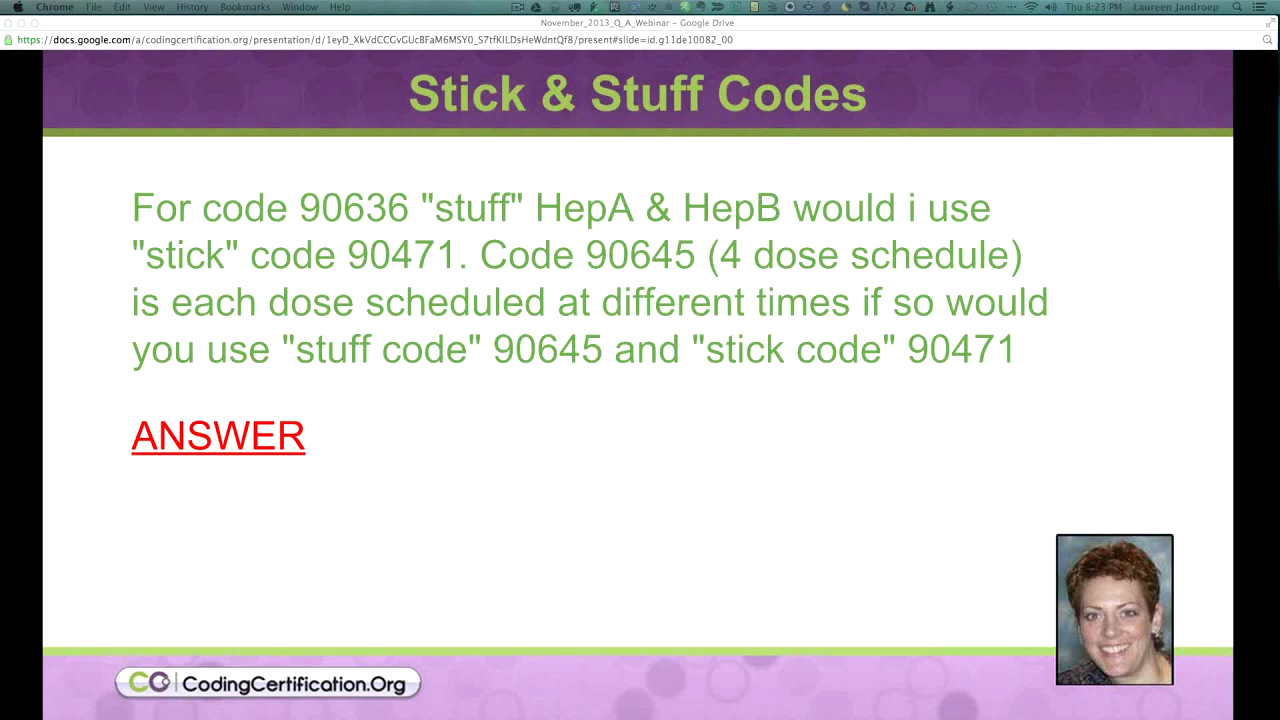 Chrome File Edit View History Bookmarks Window Help 2 Thu 8:23 PM Laureen Jandroep
November_2013_Q_A_Webinar – Google Drive
https://docs.google.com/a/codingcertification.org/presentation/d/1eyD_XkVdCCGvGUcBFaM6MSY0_S7tfKILDsHeWdntQf8/present#slide=id.g11de10082_00
Stick & Stuff Codes
For code 90636 "stuff" HepA & HepB would i use
"stick" code 90471. Code 90645 (4 dose schedule)
is each dose scheduled at different times if so would
you use "stuff code" 90645 and "stick code" 90471
ANSWER
CO CodingCertification.Org